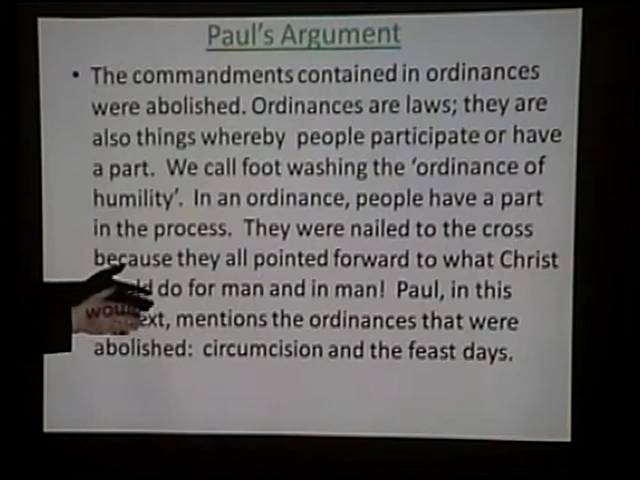 Paul's Argument
• The commandments contained in ordinances
were abolished. Ordinances are laws; they are
also things whereby people participate or have
a part. We call foot washing the 'ordinance of
humility'. In an ordinance, people have a part
in the process. They were nailed to the cross
because they all pointed forward to what Christ
do for man and in man! Paul, in this
mentions the ordinances that were
abolished: circumcision and the feast days.